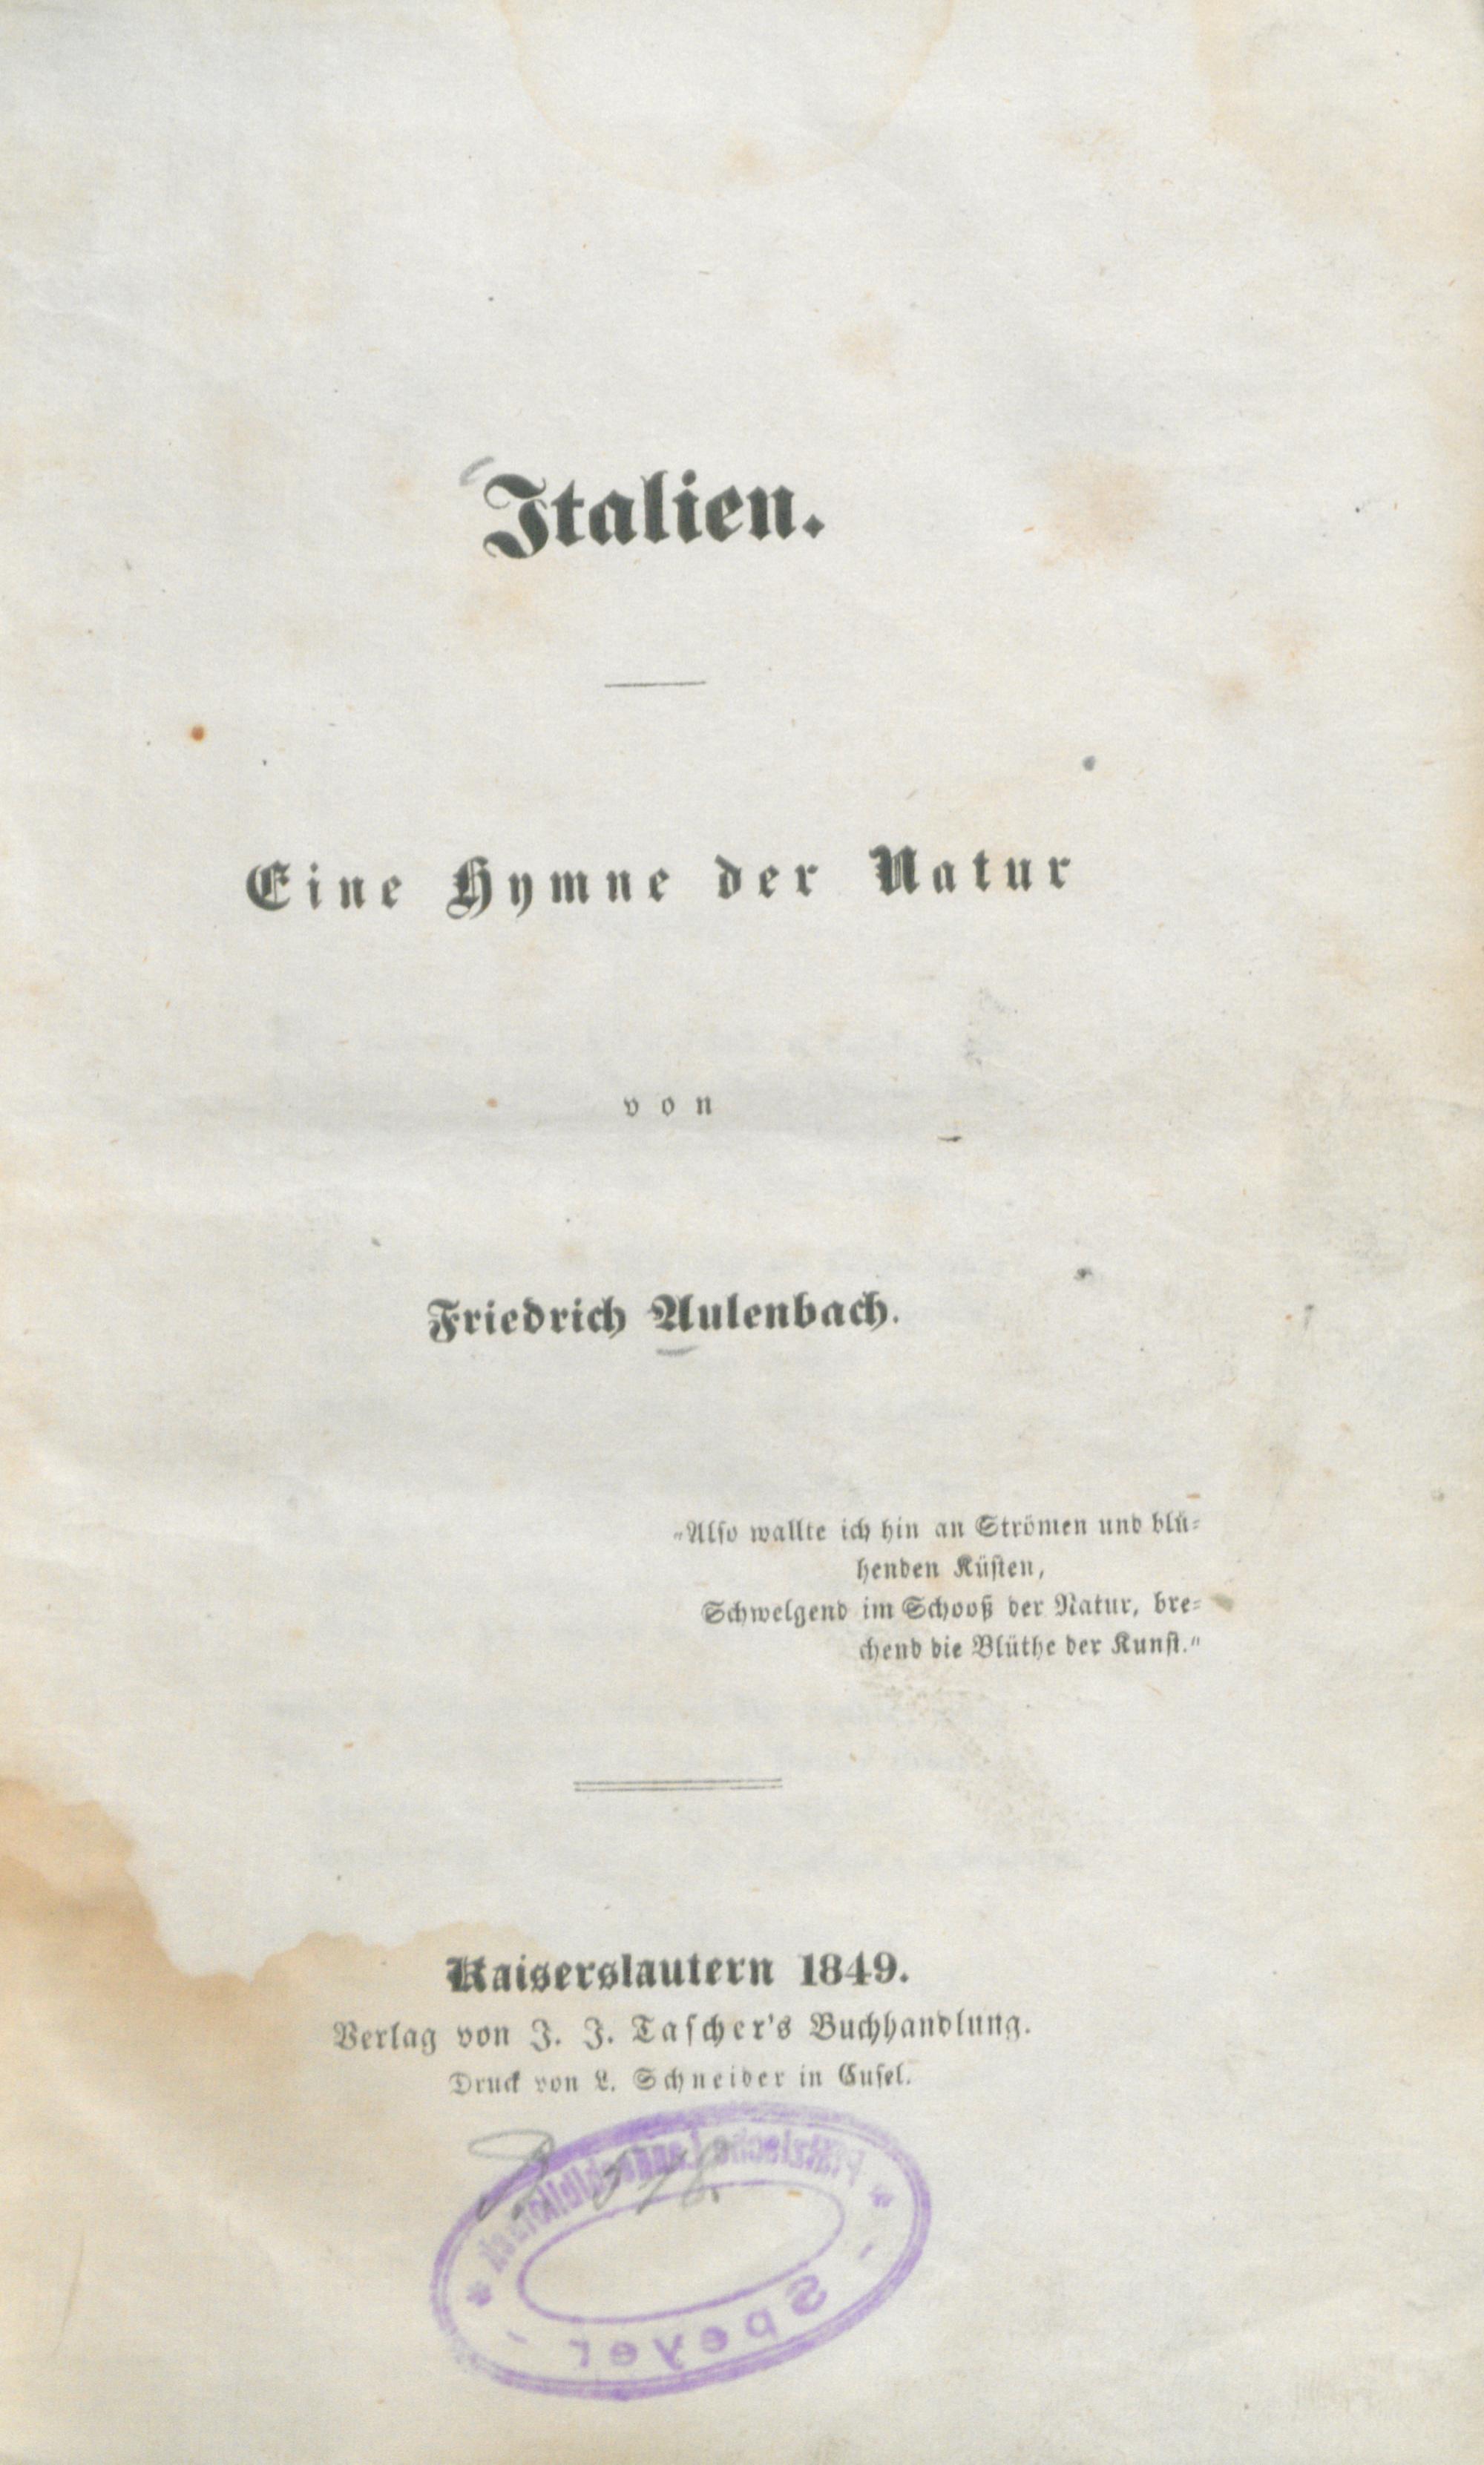 Italien.
Eine Hymne der Natur
von
Friedrich Aulenbach.
„Also wallte ich hin an Strömen und blü-
henden Küsten,
Schwelgend im Schooß der Natur, bre-
chend die Blüthe der Kunst."
Kaiserslautern 1849.
Verlag von J. J. Tascher's Buchhandlung.
Druck von L. Schneider in Cusel.
Pfälzische Landesbibliothek
- Speyer -